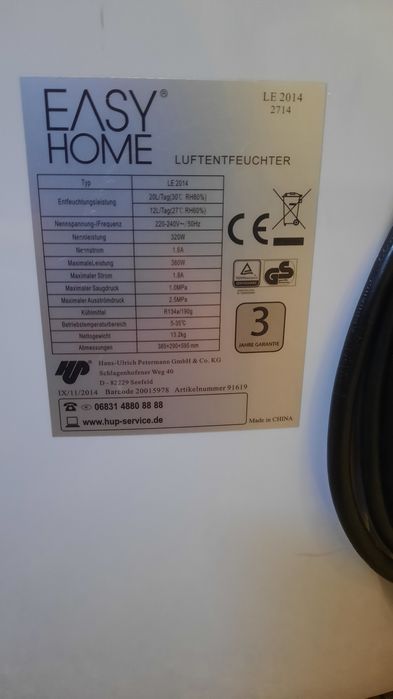 EASY® HOME
LE 2014
2714
LUFTENTFEUCHTER
Typ LE 2014
Entfeuchtungsleistung 20L/Tag(30℃ RH80%)
12L/Tag(27℃ RH60%)
Nennspannung-/Frequenz 220-240V~/50Hz
Nennleistung 320W
Nennstrom 1.6A
MaximaleLeistung 360W
Maximaler Strom 1.8A
Maximaler Saugdruck 1.0MPa
Maximaler Ausströmdruck 2.5MPa
Kühlmittel R134a/190g
Betriebstemperaturbereich 5-35℃
Nettogewicht 13.2kg
Abmessungen 385×290×595 mm
CE
GS
3
JAHRE GARANTIE
HUP
Hans-Ulrich Petermann GmbH & Co. KG
Schlagenhofener Weg 40
D - 82 229 Seefeld
IX/11/2014 Barcode 20015978 Artikelnummer 91619
06831 4880 88 88
www.hup-service.de
Made in CHINA